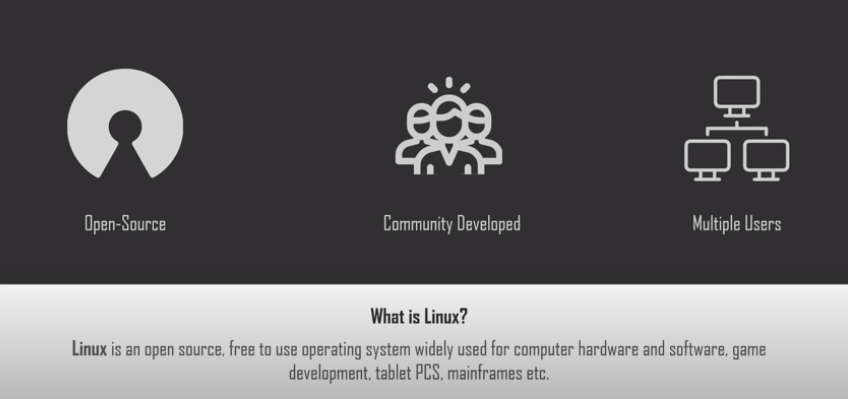 Open-Source
Community Developed
Multiple Users
What is Linux?
Linux is an open source, free to use operating system widely used for computer hardware and software, game
development, tablet PCS, mainframes etc.